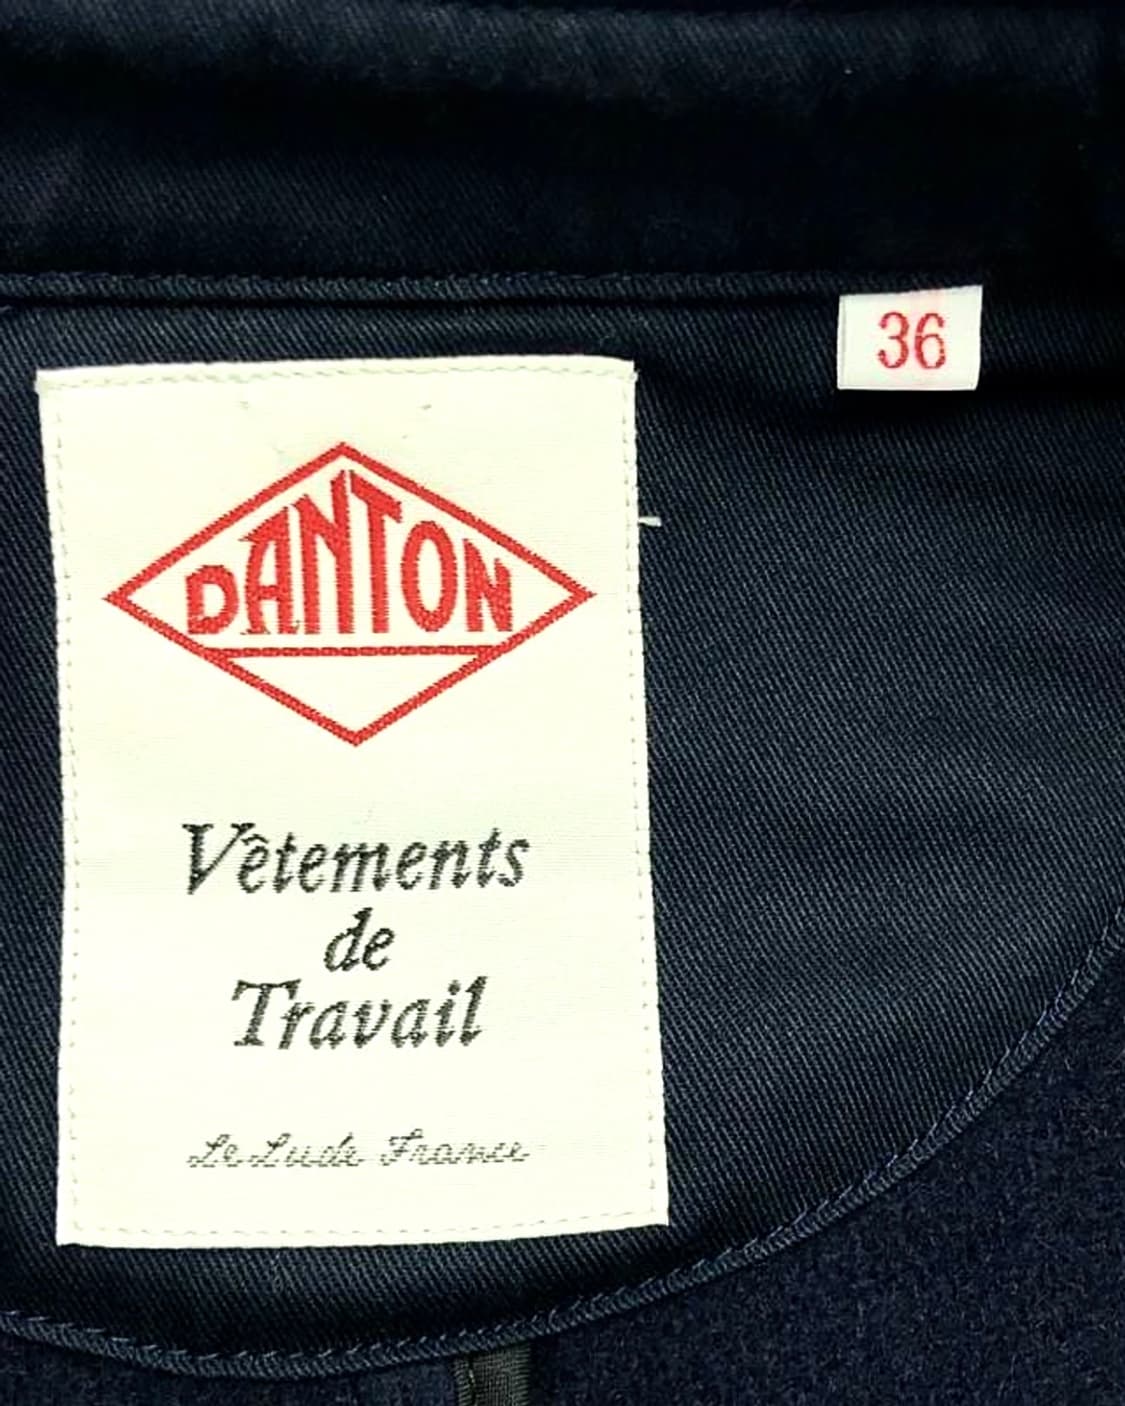 36
DANTON
Vêtements
de
Travail
Le Lude France